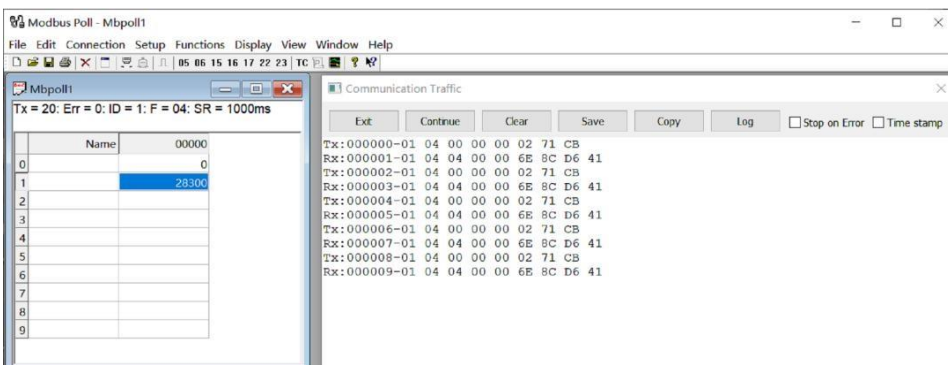 Modbus Poll - Mbpoll1
File Edit Connection Setup Functions Display View Window Help
05 06 15 16 17 22 23 TC
Mbpoll1
Tx = 20: Err = 0: ID = 1: F = 04: SR = 1000ms
Name 00000
0 0
1 28300
2
3
4
5
6
7
8
9
Communication Traffic
Exit Continue Clear Save Copy Log Stop on Error Time stamp
Tx:000000-01 04 00 00 00 02 71 CB
Rx:000001-01 04 04 00 00 6E 8C D6 41
Tx:000002-01 04 00 00 00 02 71 CB
Rx:000003-01 04 04 00 00 6E 8C D6 41
Tx:000004-01 04 00 00 00 02 71 CB
Rx:000005-01 04 04 00 00 6E 8C D6 41
Tx:000006-01 04 00 00 00 02 71 CB
Rx:000007-01 04 04 00 00 6E 8C D6 41
Tx:000008-01 04 00 00 00 02 71 CB
Rx:000009-01 04 04 00 00 6E 8C D6 41